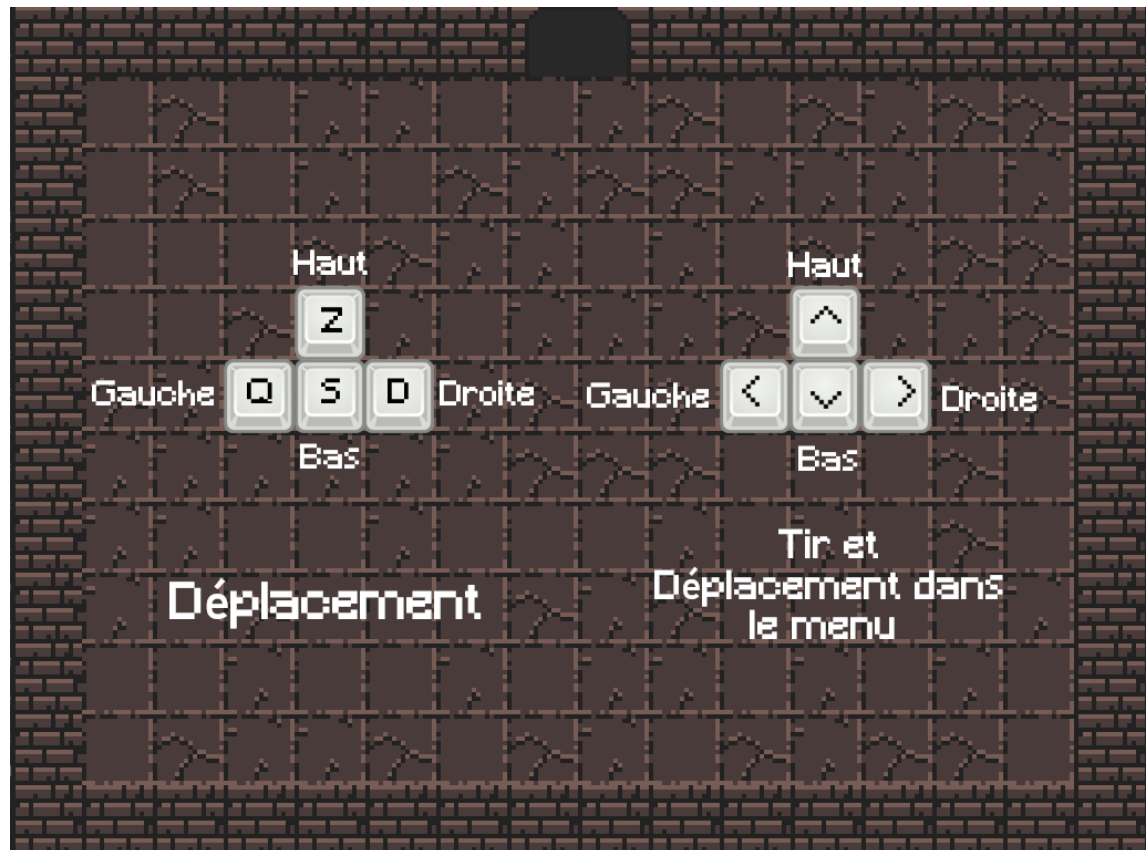 Haut
Z
Gauche Q S D Droite
Bas
Déplacement
Haut
^
Gauche < ⌄ > Droite
Bas
Tir et
Déplacement dans
le menu